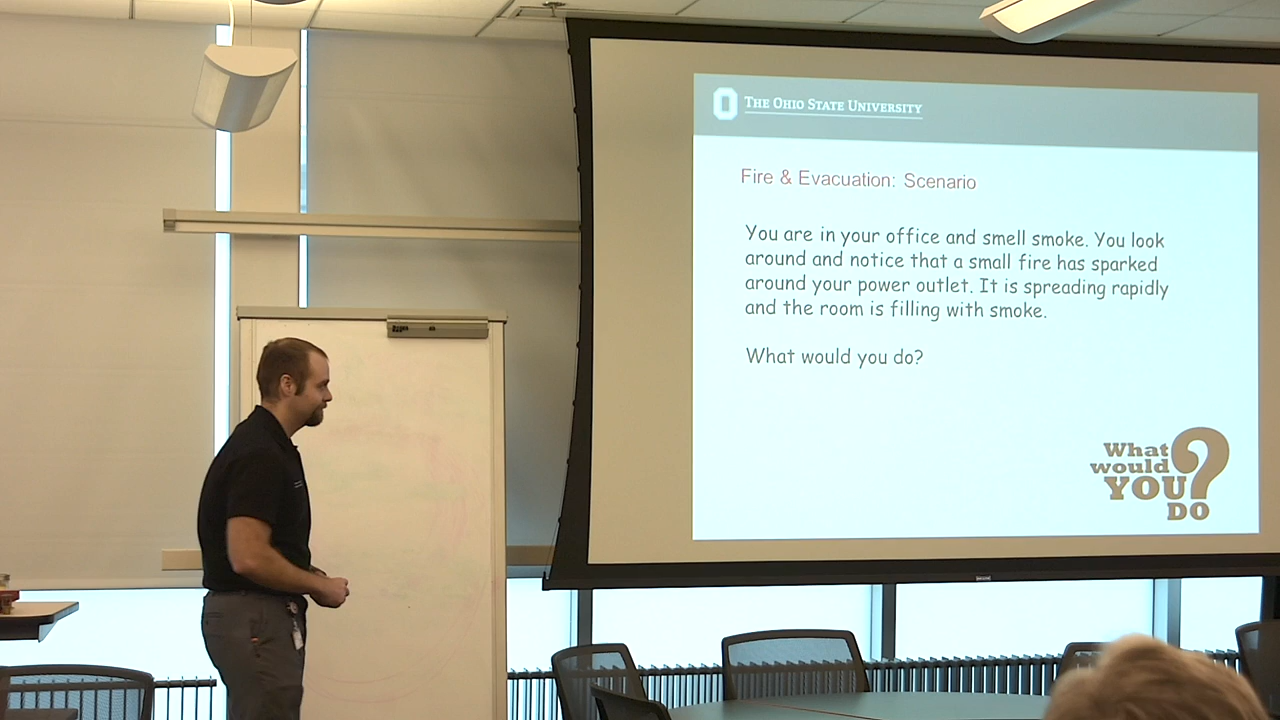 THE OHIO STATE UNIVERSITY
Fire & Evacuation: Scenario
You are in your office and smell smoke. You look
around and notice that a small fire has sparked
around your power outlet. It is spreading rapidly
and the room is filling with smoke.
What would you do?
What
would
YOU
DO
?